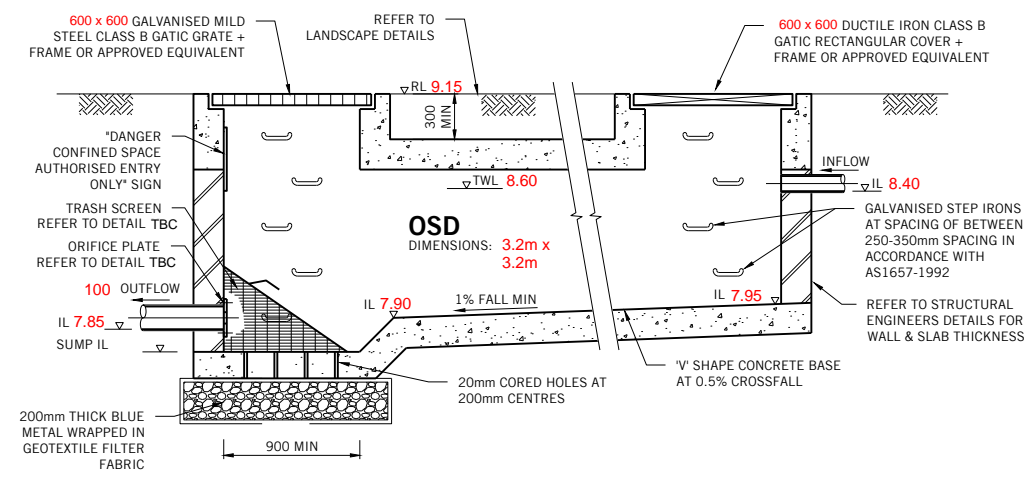 600 x 600 GALVANISED MILD
STEEL CLASS B GATIC GRATE +
FRAME OR APPROVED EQUIVALENT
REFER TO
LANDSCAPE DETAILS
600 x 600 DUCTILE IRON CLASS B
GATIC RECTANGULAR COVER +
FRAME OR APPROVED EQUIVALENT
RL 9.15
300
MIN
"DANGER
CONFINED SPACE
AUTHORISED ENTRY
ONLY" SIGN
TWL 8.60
INFLOW
IL 8.40
TRASH SCREEN
REFER TO DETAIL TBC
ORIFICE PLATE
REFER TO DETAIL TBC
OSD
DIMENSIONS: 3.2m x
3.2m
GALVANISED STEP IRONS
AT SPACING OF BETWEEN
250-350mm SPACING IN
ACCORDANCE WITH
AS1657-1992
100 OUTFLOW
IL 7.85
SUMP IL
IL 7.90
1% FALL MIN
IL 7.95
REFER TO STRUCTURAL
ENGINEERS DETAILS FOR
WALL & SLAB THICKNESS
'V' SHAPE CONCRETE BASE
AT 0.5% CROSSFALL
20mm CORED HOLES AT
200mm CENTRES
200mm THICK BLUE
METAL WRAPPED IN
GEOTEXTILE FILTER
FABRIC
900 MIN